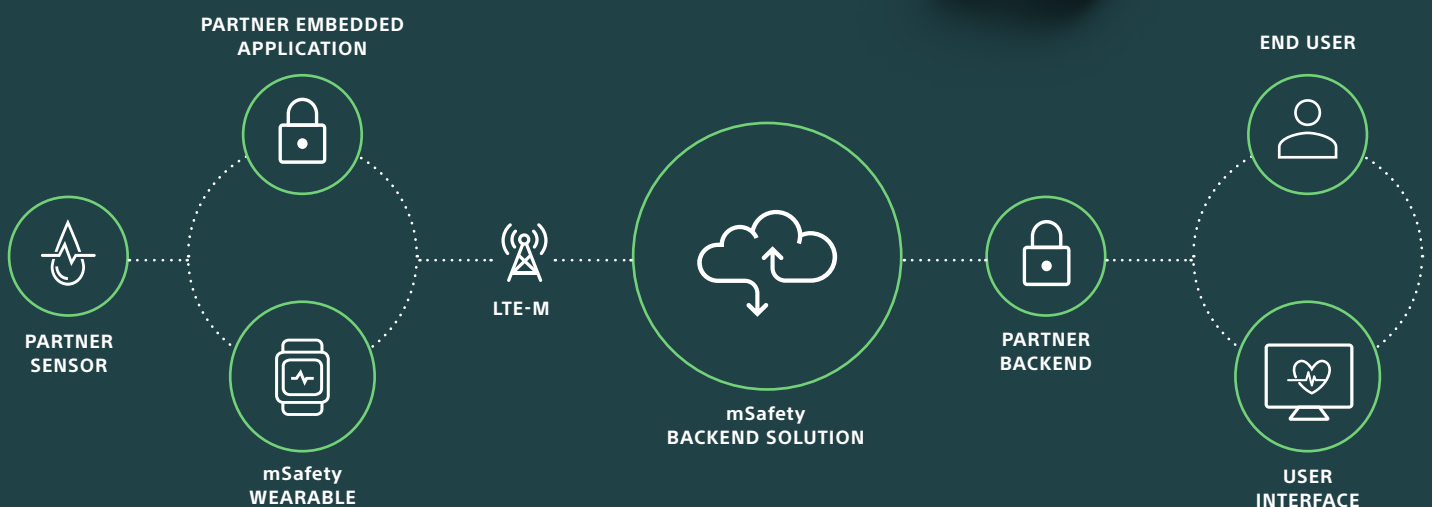 PARTNER EMBEDDED
APPLICATION
END USER
LTE-M
PARTNER
SENSOR
PARTNER
BACKEND
mSafety
BACKEND SOLUTION
mSafety
WEARABLE
USER
INTERFACE